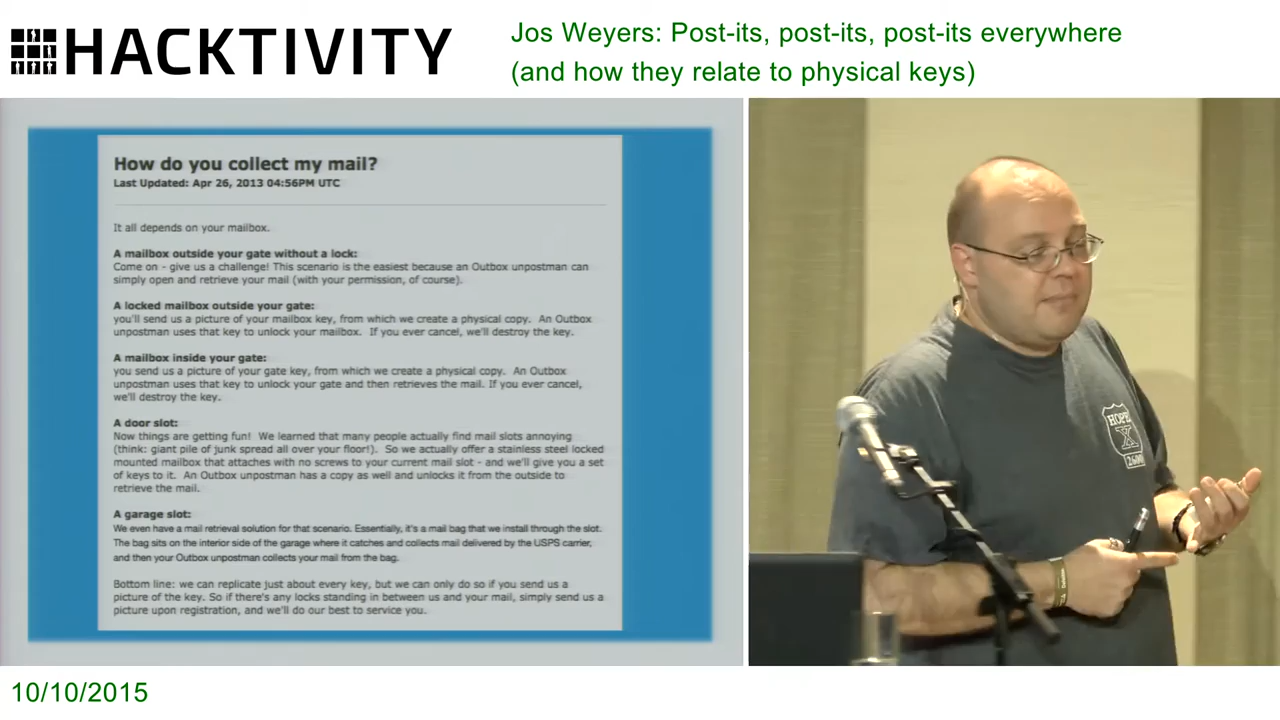 HACKTIVITY
Jos Weyers: Post-its, post-its, post-its everywhere
(and how they relate to physical keys)
How do you collect my mail?
Last Updated: Apr 26, 2013 04:56PM UTC
It all depends on your mailbox.
A mailbox outside your gate without a lock:
Come on - give us a challenge! This scenario is the easiest because an Outbox unpostman can
simply open and retrieve your mail (with your permission, of course).
A locked mailbox outside your gate:
you'll send us a picture of your mailbox key, from which we create a physical copy. An Outbox
unpostman uses that key to unlock your mailbox. If you ever cancel, we'll destroy the key.
A mailbox inside your gate:
you send us a picture of your gate key, from which we create a physical copy. An Outbox
unpostman uses that key to unlock your gate and then retrieves the mail. If you ever cancel,
we'll destroy the key.
A door slot:
Now things are getting fun! We learned that many people actually find mail slots annoying
(think: giant pile of junk spread all over your floor!). So we actually offer a stainless steel locked
mounted mailbox that attaches with no screws to your current mail slot - and we'll give you a set
of keys to it. An Outbox unpostman has a copy as well and unlocks it from the outside to
retrieve the mail.
A garage slot:
We even have a mail retrieval solution for that scenario. Essentially, it's a mail bag that we install through the slot.
The bag sits on the interior side of the garage where it catches and collects mail delivered by the USPS carrier,
and then your Outbox unpostman collects your mail from the bag.
Bottom line: we can replicate just about every key, but we can only do so if you send us a
picture of the key. So if there's any locks standing in between us and your mail, simply send us a
picture upon registration, and we'll do our best to service you.
HOPE
X
2600
10/10/2015